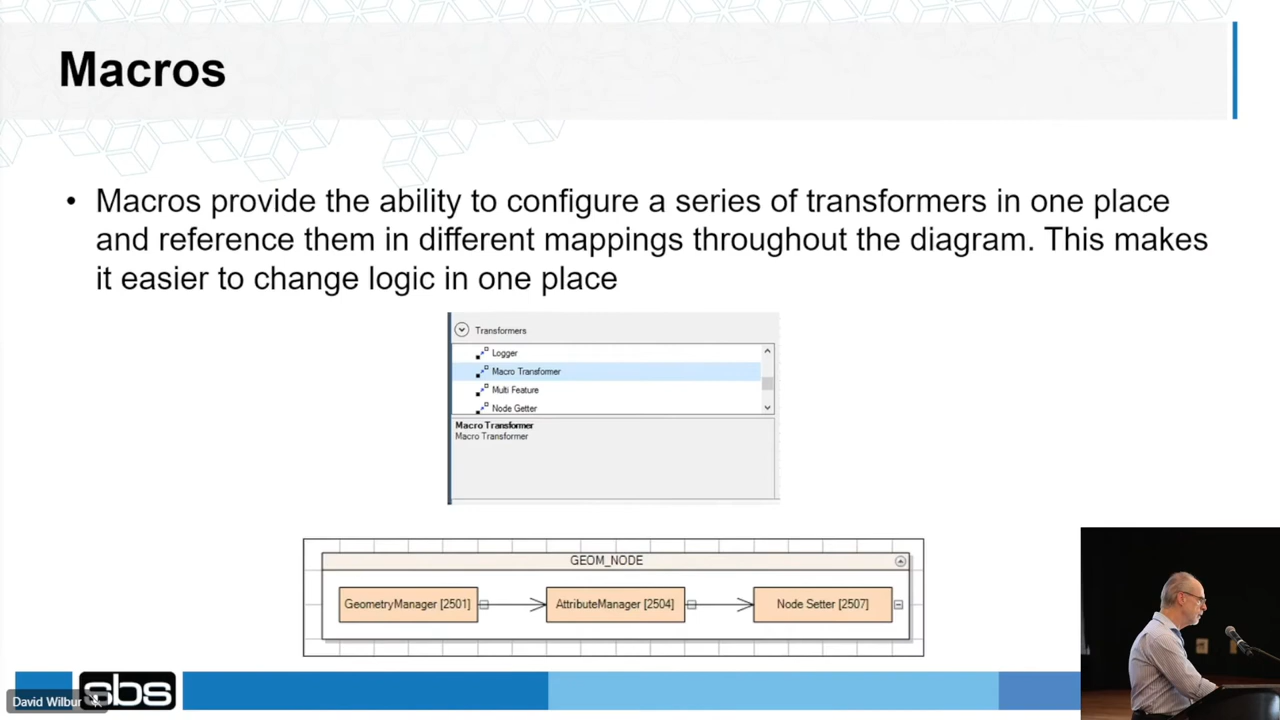 Macros
• Macros provide the ability to configure a series of transformers in one place
and reference them in different mappings throughout the diagram. This makes
it easier to change logic in one place
Transformers
Logger
Macro Transformer
Multi Feature
Node Getter
Macro Transformer
Macro Transformer
GEOM_NODE
GeometryManager [2501]
AttributeManager [2504]
Node Setter [2507]
sbs
David Wilbur